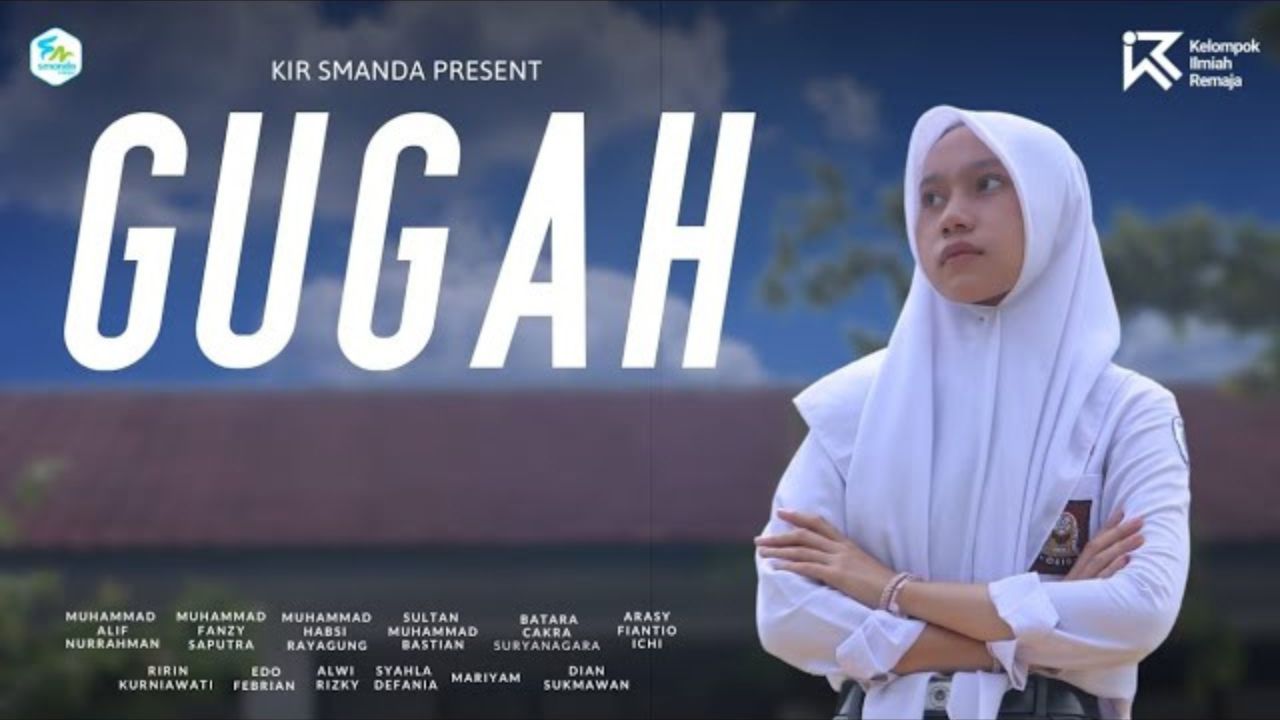 smanda
KIR SMANDA PRESENT
Kelompok
Ilmiah
Remaja
GUGAH
MUHAMMAD
ALIF
NURRAHMAN
MUHAMMAD
FANZY
SAPUTRA
MUHAMMAD
HABSI
RAYAGUNG
SULTAN
MUHAMMAD
BASTIAN
BATARA
CAKRA
SURYANAGARA
ARASY
FIANTIO
ICHI
RIRIN
KURNIAWATI
EDO
FEBRIAN
ALWI
RIZKY
SYAHLA
DEFANIA
MARIYAM
DIAN
SUKMAWAN